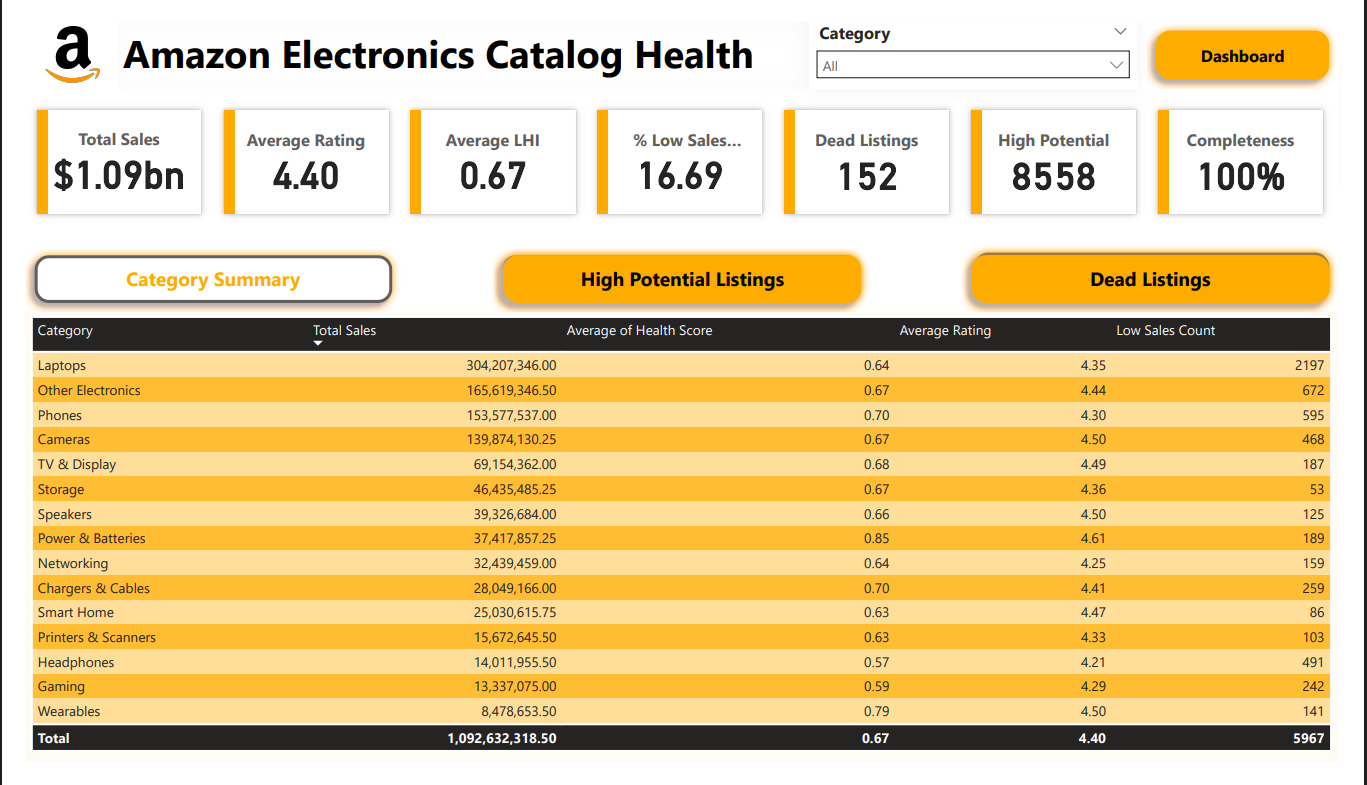 a
Amazon Electronics Catalog Health
Category
All
Dashboard
Total Sales
$1.09bn
Average Rating
4.40
Average LHI
0.67
% Low Sales...
16.69
Dead Listings
152
High Potential
8558
Completeness
100%
Category Summary
High Potential Listings
Dead Listings
Category Total Sales Average of Health Score Average Rating Low Sales Count
Laptops 304,207,346.00 0.64 4.35 2197
Other Electronics 165,619,346.50 0.67 4.44 672
Phones 153,577,537.00 0.70 4.30 595
Cameras 139,874,130.25 0.67 4.50 468
TV & Display 69,154,362.00 0.68 4.49 187
Storage 46,435,485.25 0.67 4.36 53
Speakers 39,326,684.00 0.66 4.50 125
Power & Batteries 37,417,857.25 0.85 4.61 189
Networking 32,439,459.00 0.64 4.25 159
Chargers & Cables 28,049,166.00 0.70 4.41 259
Smart Home 25,030,615.75 0.63 4.47 86
Printers & Scanners 15,672,645.50 0.63 4.33 103
Headphones 14,011,955.50 0.57 4.21 491
Gaming 13,337,075.00 0.59 4.29 242
Wearables 8,478,653.50 0.79 4.50 141
Total 1,092,632,318.50 0.67 4.40 5967